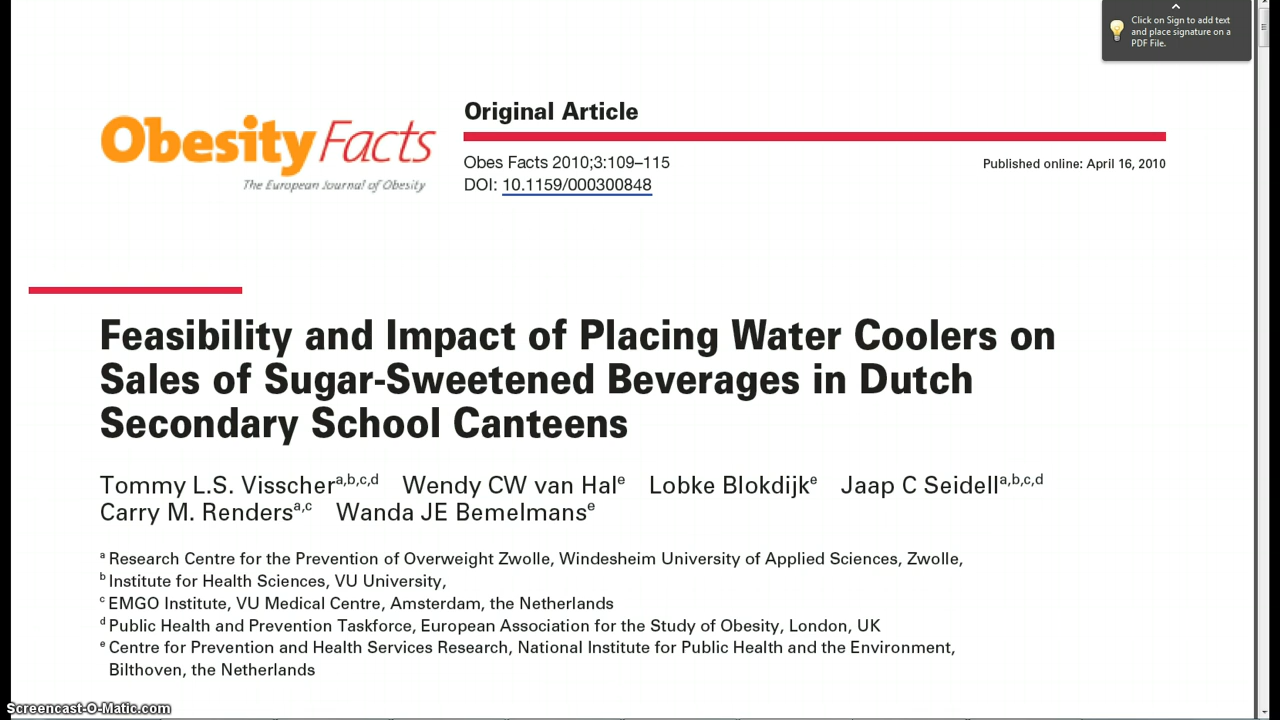 Click on Sign to add text
and place signature on a
PDF File.
Original Article
Obesity Facts
The European Journal of Obesity
Obes Facts 2010;3:109–115
Published online: April 16, 2010
DOI: 10.1159/000300848
Feasibility and Impact of Placing Water Coolers on
Sales of Sugar-Sweetened Beverages in Dutch
Secondary School Canteens
Tommy L.S. Visscher a,b,c,d Wendy CW van Hal e Lobke Blokdijk e Jaap C Seidell a,b,c,d
Carry M. Renders a,c Wanda JE Bemelmans e
a Research Centre for the Prevention of Overweight Zwolle, Windesheim University of Applied Sciences, Zwolle,
b Institute for Health Sciences, VU University,
c EMGO Institute, VU Medical Centre, Amsterdam, the Netherlands
d Public Health and Prevention Taskforce, European Association for the Study of Obesity, London, UK
e Centre for Prevention and Health Services Research, National Institute for Public Health and the Environment,
Bilthoven, the Netherlands
Screencast-O-Matic.com